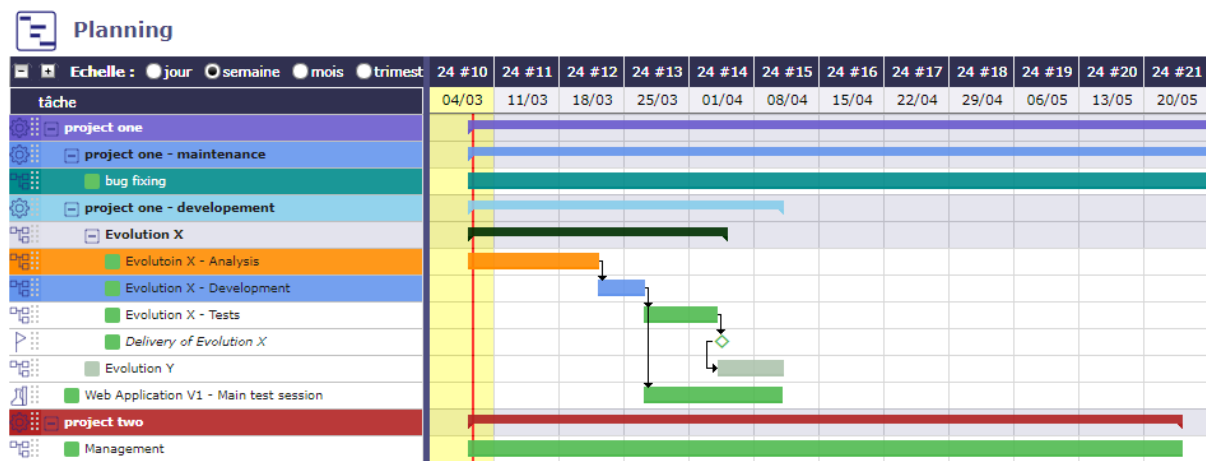 Planning
Echelle : jour semaine mois trimest 24 #10 24 #11 24 #12 24 #13 24 #14 24 #15 24 #16 24 #17 24 #18 24 #19 24 #20 24 #21
tâche 04/03 11/03 18/03 25/03 01/04 08/04 15/04 22/04 29/04 06/05 13/05 20/05
project one
project one - maintenance
bug fixing
project one - developement
Evolution X
Evolutoin X - Analysis
Evolution X - Development
Evolution X - Tests
Delivery of Evolution X
Evolution Y
Web Application V1 - Main test session
project two
Management